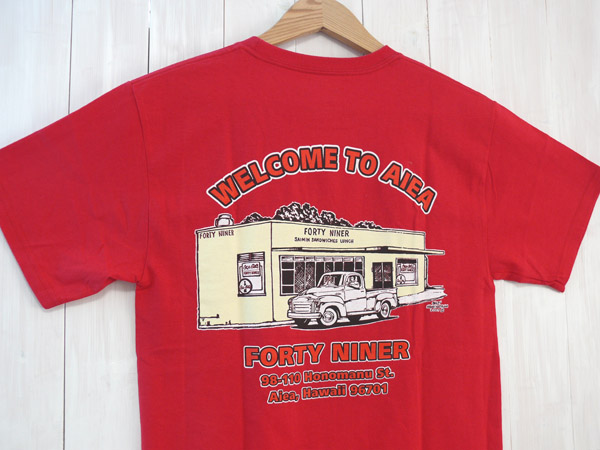 WELCOME TO AIEA
FORTY NINER
FORTY NINER
SAIMIN SANDWICHES LUNCH
FORTY NINER
98-110 Honomanu St.
Aiea, Hawaii 96701